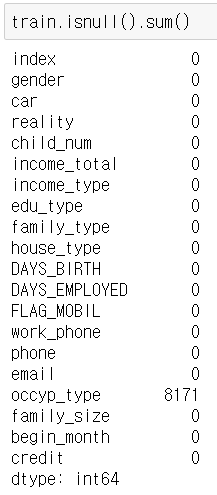 train.isnull().sum()
index 0
gender 0
car 0
reality 0
child_num 0
income_total 0
income_type 0
edu_type 0
family_type 0
house_type 0
DAYS_BIRTH 0
DAYS_EMPLOYED 0
FLAG_MOBIL 0
work_phone 0
phone 0
email 0
occyp_type 8171
family_size 0
begin_month 0
credit 0
dtype: int64